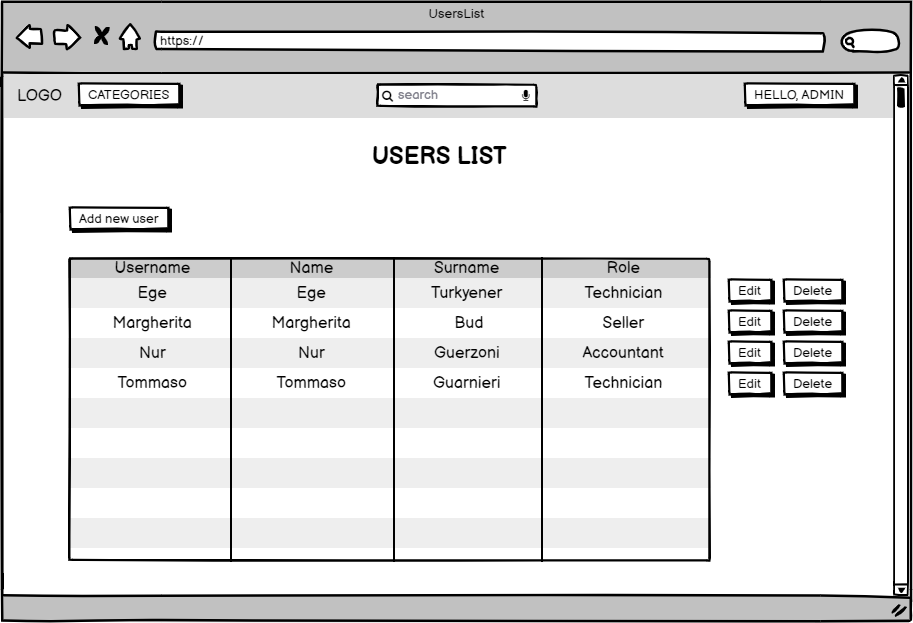 UsersList
https://
LOGO CATEGORIES search HELLO, ADMIN
USERS LIST
Add new user
Username Name Surname Role
Ege Ege Turkyener Technician Edit Delete
Margherita Margherita Bud Seller Edit Delete
Nur Nur Guerzoni Accountant Edit Delete
Tommaso Tommaso Guarnieri Technician Edit Delete